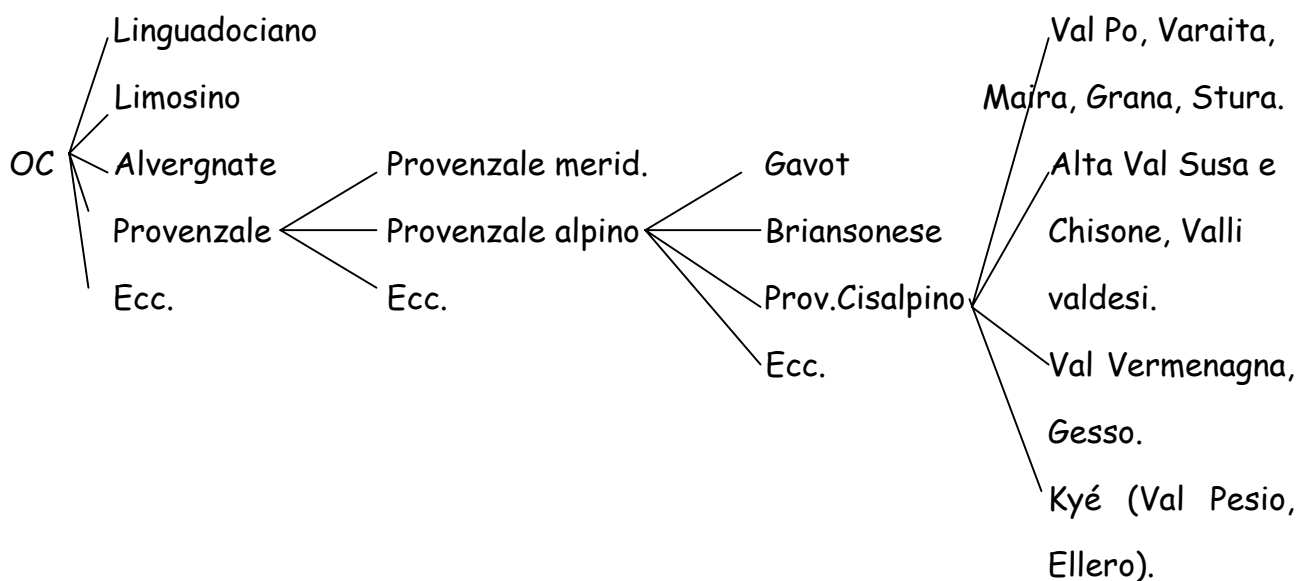 Linguadociano
Limosino
OC
Alvergnate
Provenzale
Ecc.
Provenzale merid.
Provenzale alpino
Ecc.
Gavot
Briansonese
Prov.Cisalpino
Ecc.
Val Po, Varaita,
Maira, Grana, Stura.
Alta Val Susa e
Chisone, Valli
valdesi.
Val Vermenagna,
Gesso.
Kyé (Val Pesio,
Ellero).